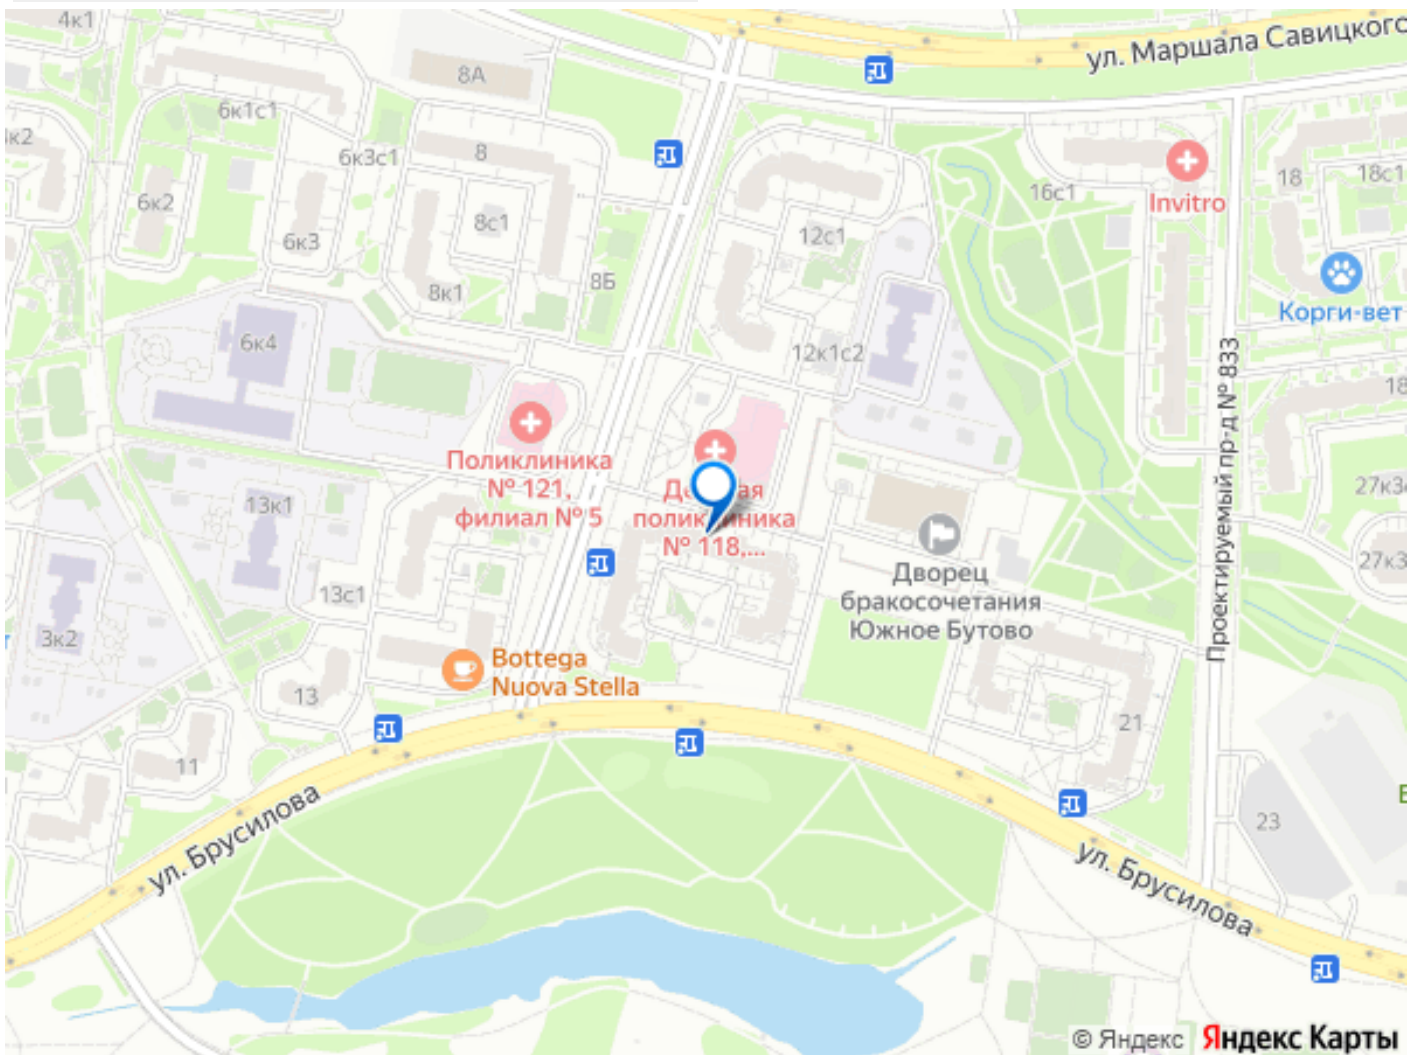 4к1
ул. Маршала Савицкого
8А
6к1с1
к2
8
6к3с1
18
18с1
16с1
Invitro
6к2
8с1
12с1
6к3
8Б
8к1
Корги-вет
6к4
12к1с2
Проектируемый пр-д № 833
18
Поликлиника
№ 121,
филиал № 5
поликлиника
№ 118,...
27к3
13к1
27к3
Дворец
бракосочетания
Южное Бутово
13с1
3к2
Bottega
Nuova Stella
13
21
11
23
ул. Брусилова
ул. Брусилова
© Яндекс Яндекс Карты